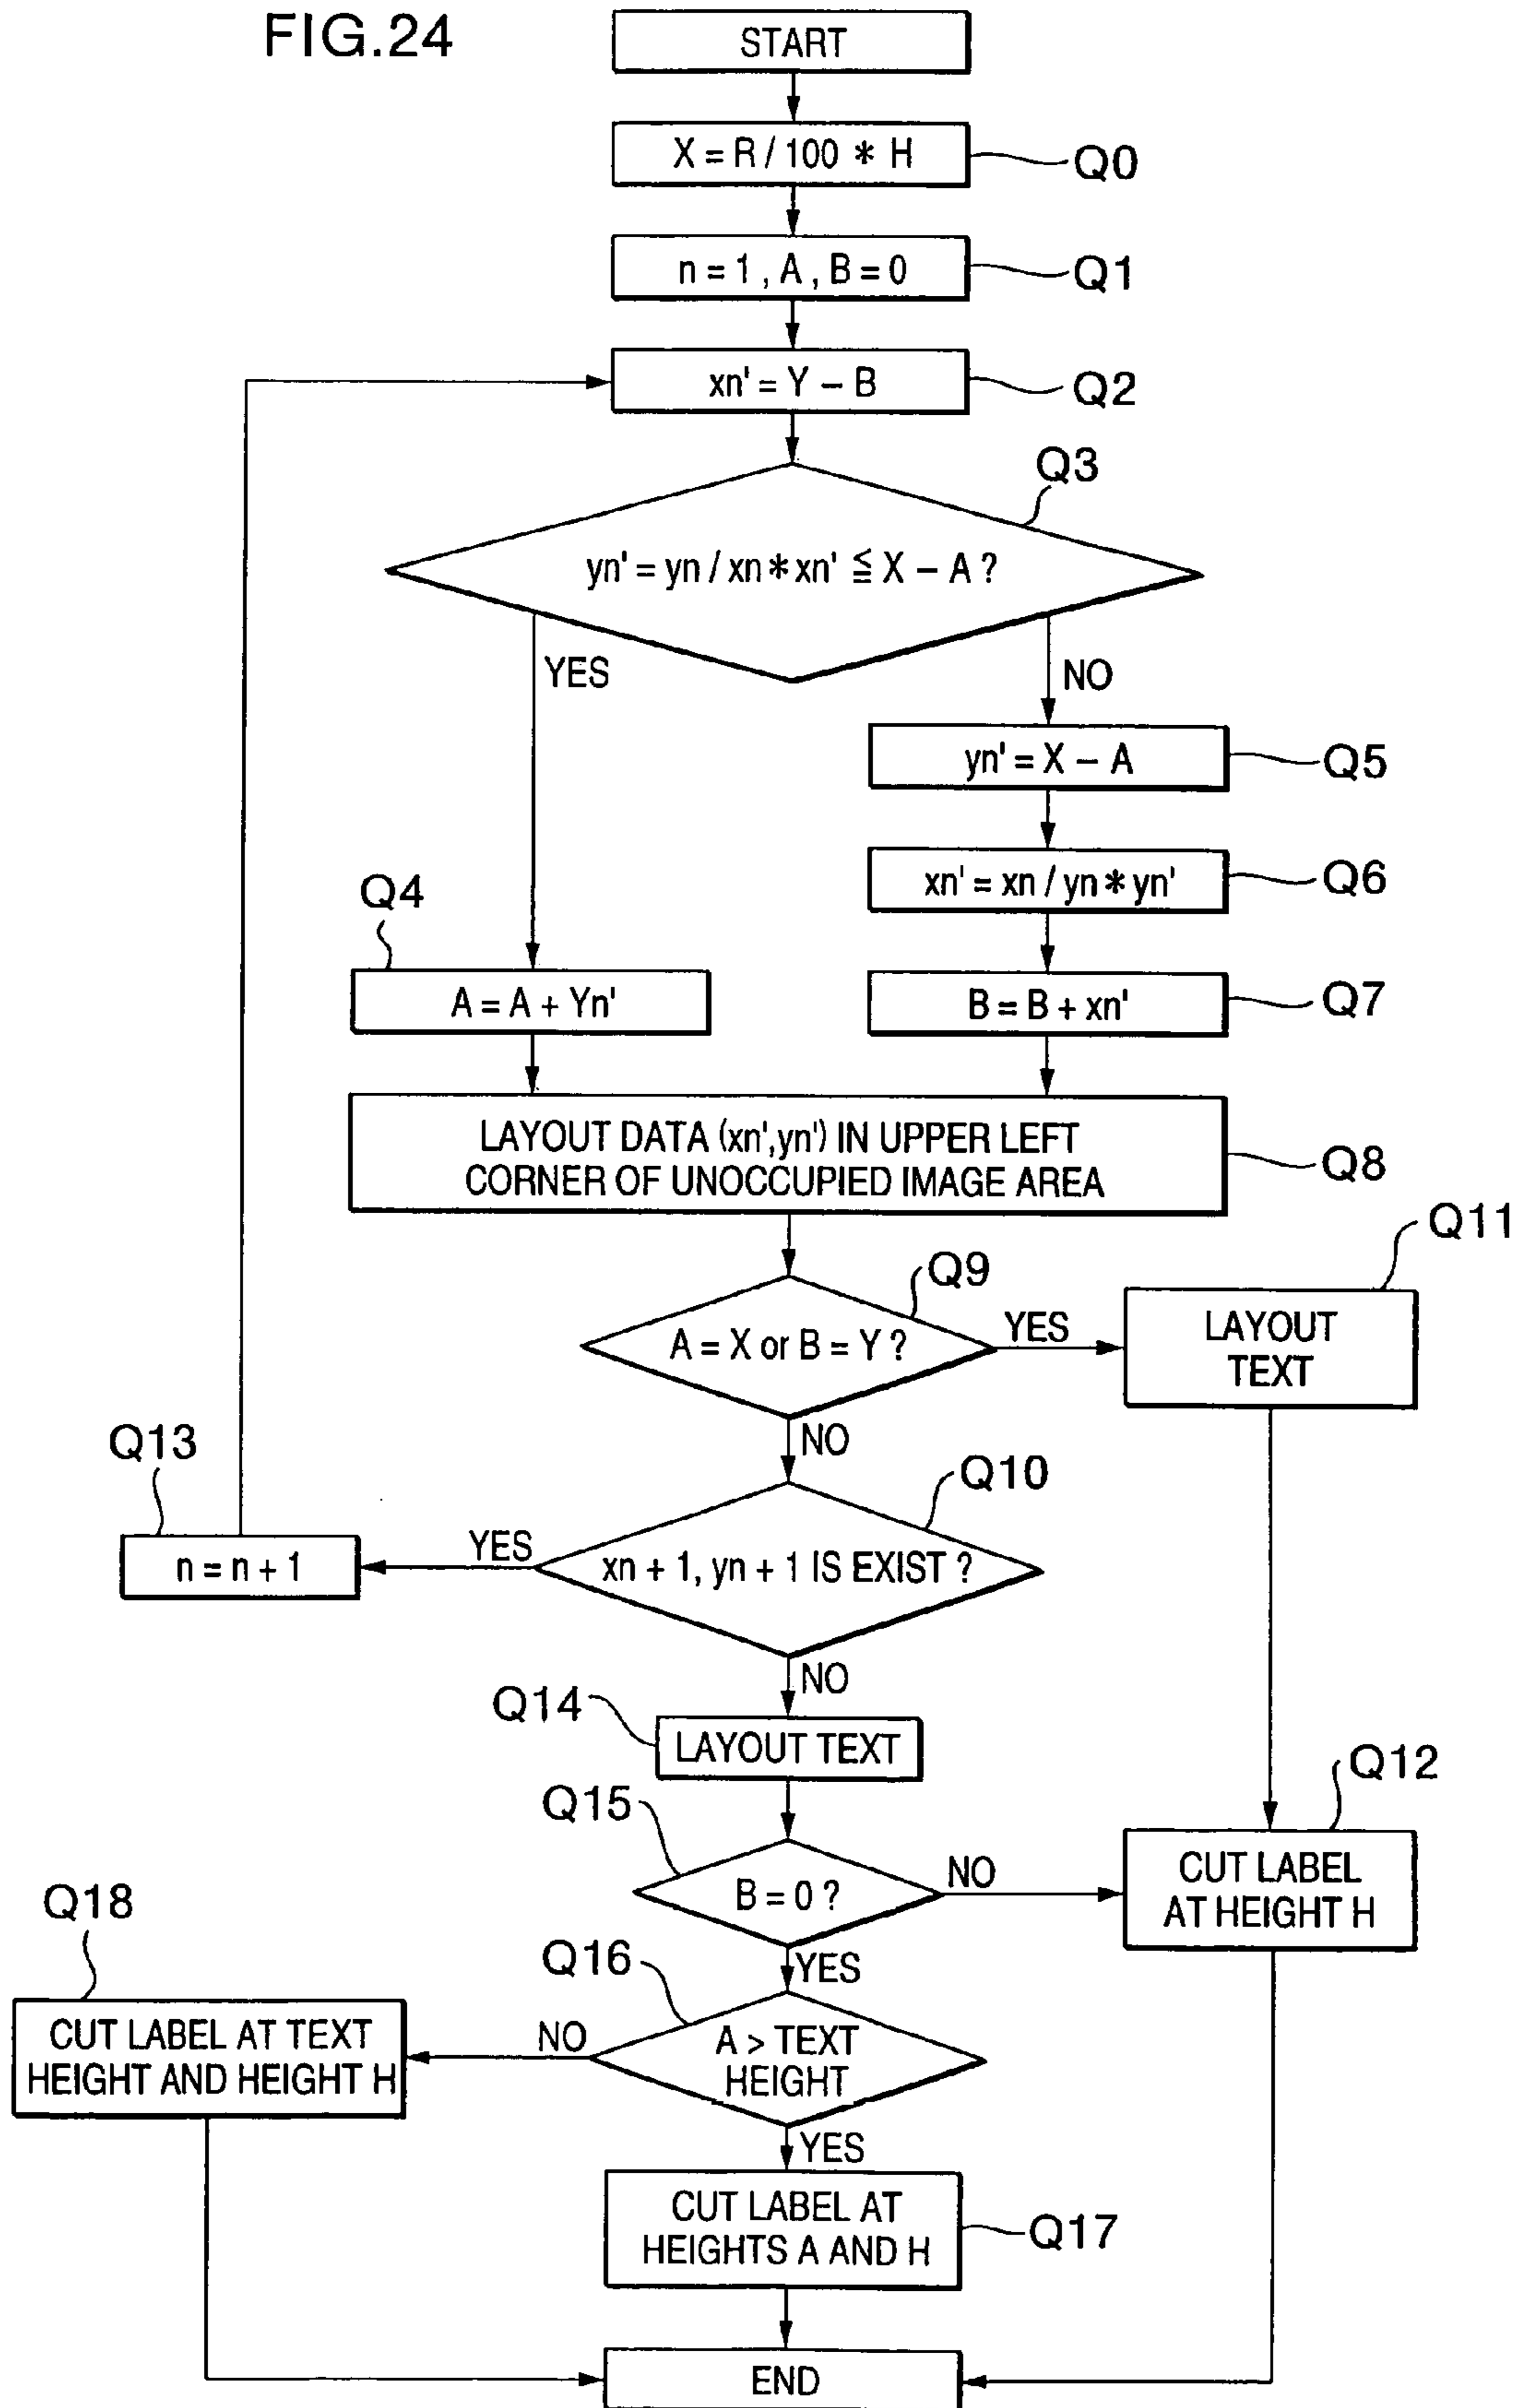 FIG.24
START
X = R / 100 * H
Q0
n = 1 , A , B = 0
Q1
xn' = Y – B
Q2
Q3
yn' = yn / xn * xn' ≦ X – A ?
YES
NO
yn' = X – A
Q5
xn' = xn / yn * yn'
Q6
Q4
A = A + Yn'
B = B + xn'
Q7
LAYOUT DATA (xn',yn') IN UPPER LEFT
CORNER OF UNOCCUPIED IMAGE AREA
Q8
Q11
Q9
A = X or B = Y ?
YES
LAYOUT
TEXT
NO
Q13
Q10
n = n + 1
YES
xn + 1, yn + 1 IS EXIST ?
NO
Q14
LAYOUT TEXT
Q12
Q15
B = 0 ?
NO
CUT LABEL
AT HEIGHT H
Q18
Q16
YES
CUT LABEL AT TEXT
HEIGHT AND HEIGHT H
NO
A > TEXT
HEIGHT
YES
CUT LABEL AT
HEIGHTS A AND H
Q17
END